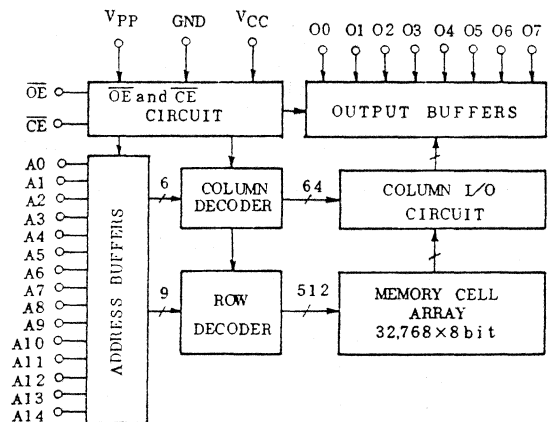 VPP GND VCC
O0 O1 O2 O3 O4 O5 O6 O7
OE
CE
OE and CE
CIRCUIT
OUTPUT BUFFERS
A0
A1
A2
A3
A4
A5
A6
A7
A8
A9
A10
A11
A12
A13
A14
ADDRESS BUFFERS
6
COLUMN
DECODER
64
COLUMN I/O
CIRCUIT
9
ROW
DECODER
512
MEMORY CELL
ARRAY
32,768×8bit